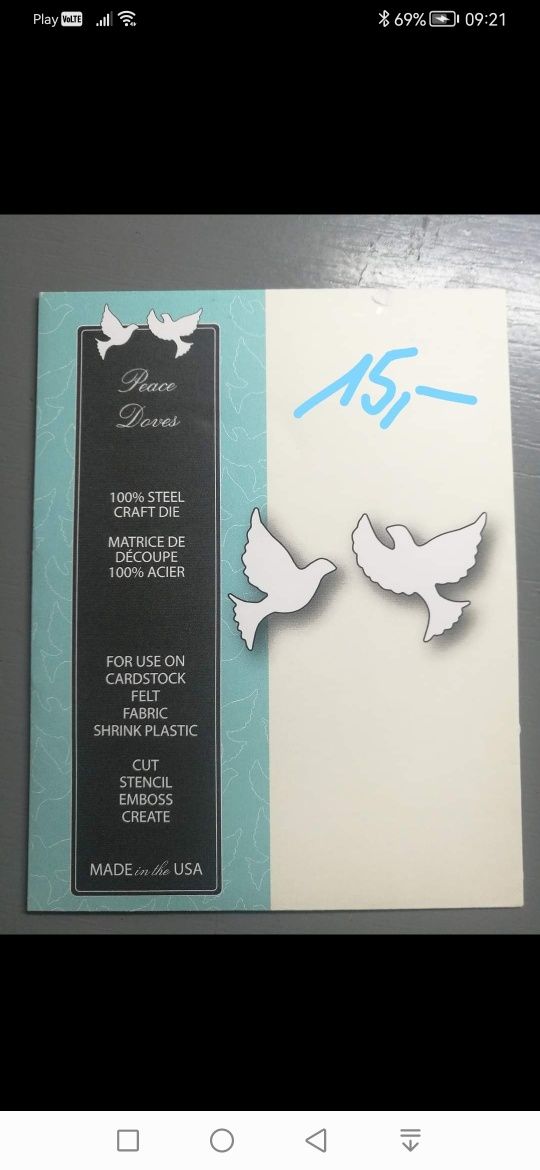 Play VoLTE 69% 09:21
Peace
Doves
15,-
100% STEEL
CRAFT DIE
MATRICE DE
DÉCOUPE
100% ACIER
FOR USE ON
CARDSTOCK
FELT
FABRIC
SHRINK PLASTIC
CUT
STENCIL
EMBOSS
CREATE
MADE in the USA